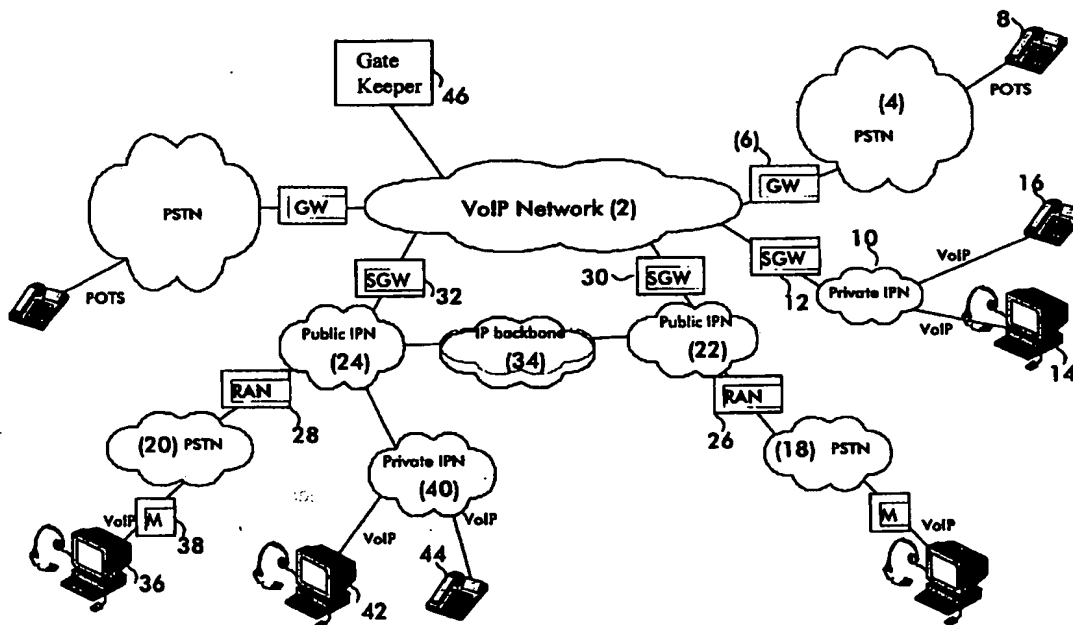 8
Gate
Keeper
46
POTS
(4)
PSTN
(6)
GW
PSTN
GW
VoIP Network (2)
16
10
VoIP
SGW
32
30
SGW
SGW
12
Private IPN
VoIP
14
POTS
Public IPN
(24)
IP backbone
(34)
Public IPN
(22)
RAN
28
RAN
26
(20) PSTN
Private IPN
(40)
(18) PSTN
VoIP
M
38
VoIP
VoIP
M
VoIP
36
42
44